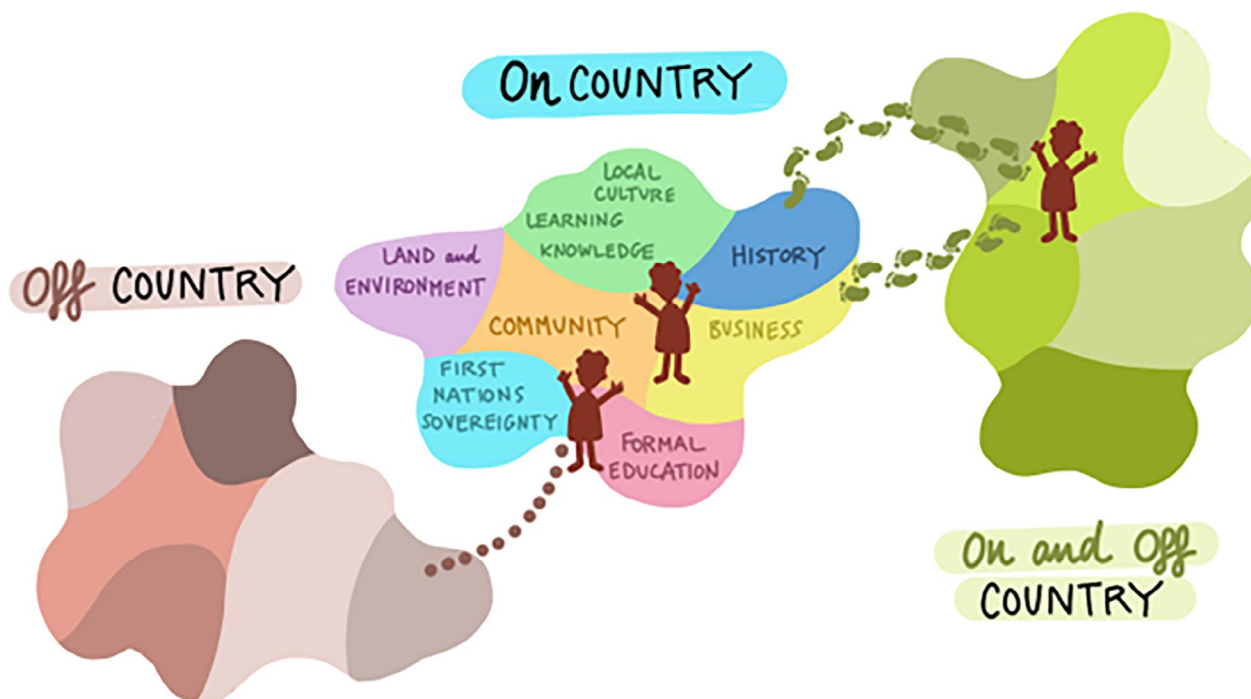 On COUNTRY
LOCAL
CULTURE
LEARNING
KNOWLEDGE
HISTORY
LAND and
ENVIRONMENT
COMMUNITY
BUSINESS
FIRST
NATIONS
SOVEREIGNTY
FORMAL
EDUCATION
Off COUNTRY
On and Off
COUNTRY